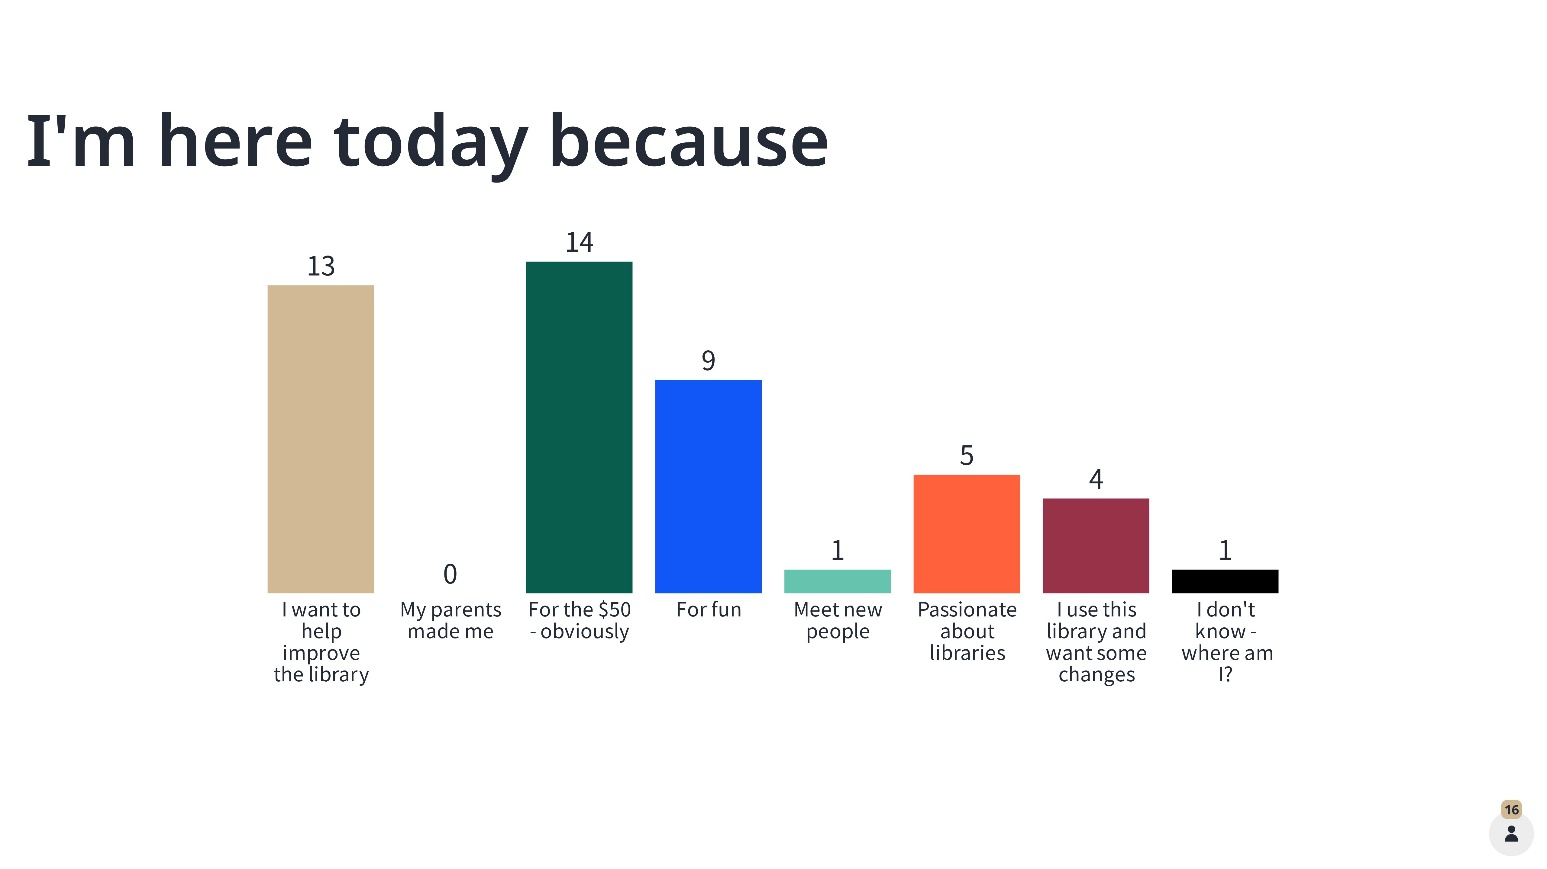 I'm here today because
13
0
14
9
1
5
4
1
I want to
help
improve
the library
My parents
made me
For the $50
- obviously
For fun
Meet new
people
Passionate
about
libraries
I use this
library and
want some
changes
I don't
know -
where am
I?
16